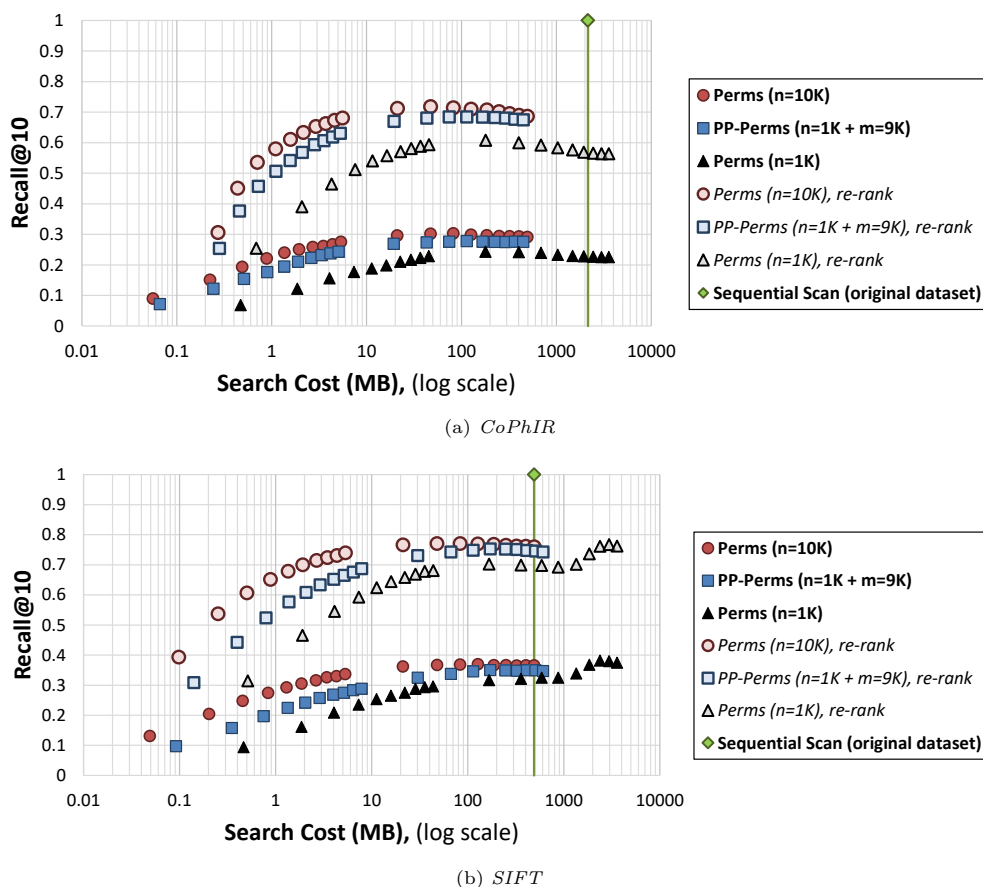 1
0.9
0.8
0.7
0.6
0.5
0.4
0.3
0.2
0.1
0
Recall@10
0.01 0.1 1 10 100 1000 10000
Search Cost (MB), (log scale)
Perms (n=10K)
PP-Perms (n=1K + m=9K)
Perms (n=1K)
Perms (n=10K), re-rank
PP-Perms (n=1K + m=9K), re-rank
Perms (n=1K), re-rank
Sequential Scan (original dataset)
(a) CoPhIR
1
0.9
0.8
0.7
0.6
0.5
0.4
0.3
0.2
0.1
0
Recall@10
0.01 0.1 1 10 100 1000 10000
Search Cost (MB), (log scale)
Perms (n=10K)
PP-Perms (n=1K + m=9K)
Perms (n=1K)
Perms (n=10K), re-rank
PP-Perms (n=1K + m=9K), re-rank
Perms (n=1K), re-rank
Sequential Scan (original dataset)
(b) SIFT